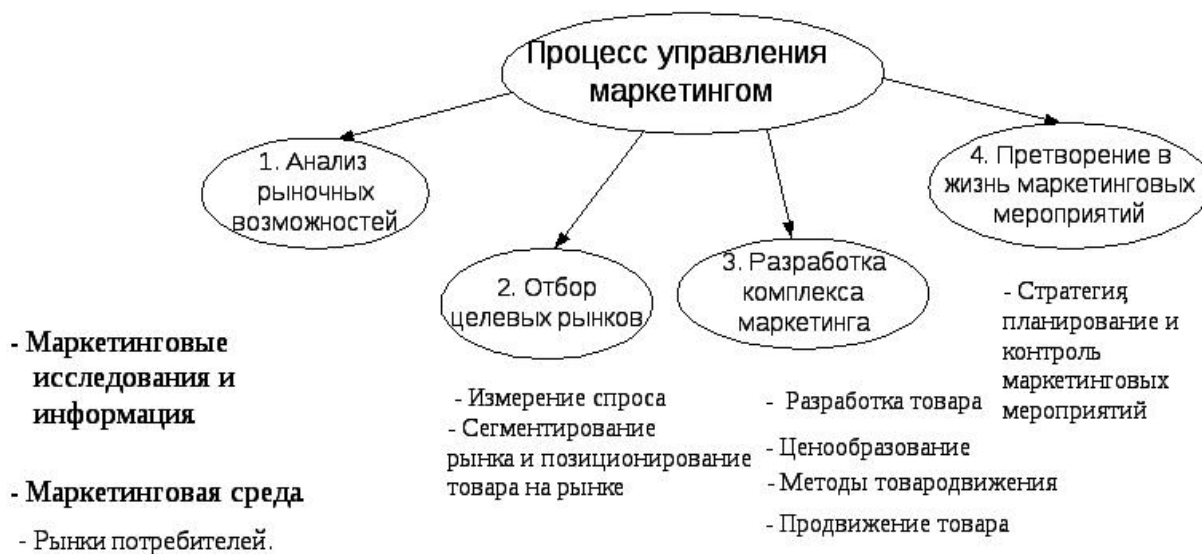 Процесс управления
маркетингом
1. Анализ
рыночных
возможностей
2. Отбор
целевых рынков
3. Разработка
комплекса
маркетинга
4. Претворение в
жизнь маркетинговых
мероприятий
- Маркетинговые
исследования и
информация
- Маркетинговая среда
- Рынки потребителей.
- Измерение спроса
- Сегментирование
рынка и позиционирование
товара на рынке
- Разработка товара
- Ценообразование
- Методы товародвижения
- Продвижение товара
- Стратегия,
планирование и
контроль
маркетинговых
мероприятий